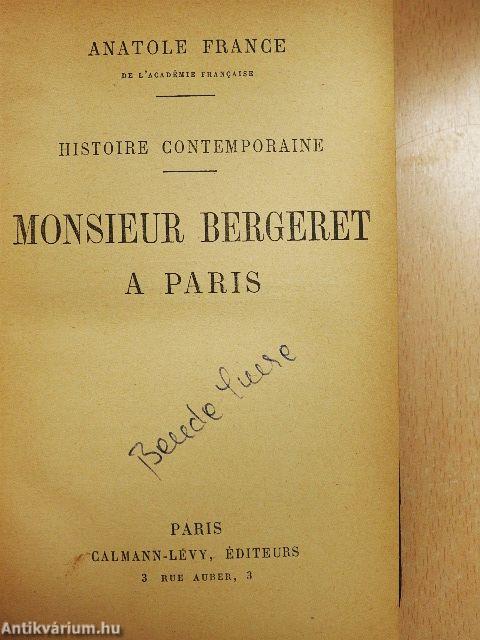 ANATOLE FRANCE
DE L'ACADÉMIE FRANÇAISE
HISTOIRE CONTEMPORAINE
MONSIEUR BERGERET
A PARIS
PARIS
CALMANN-LÉVY, ÉDITEURS
3 RUE AUBER, 3
Antikvárium.hu